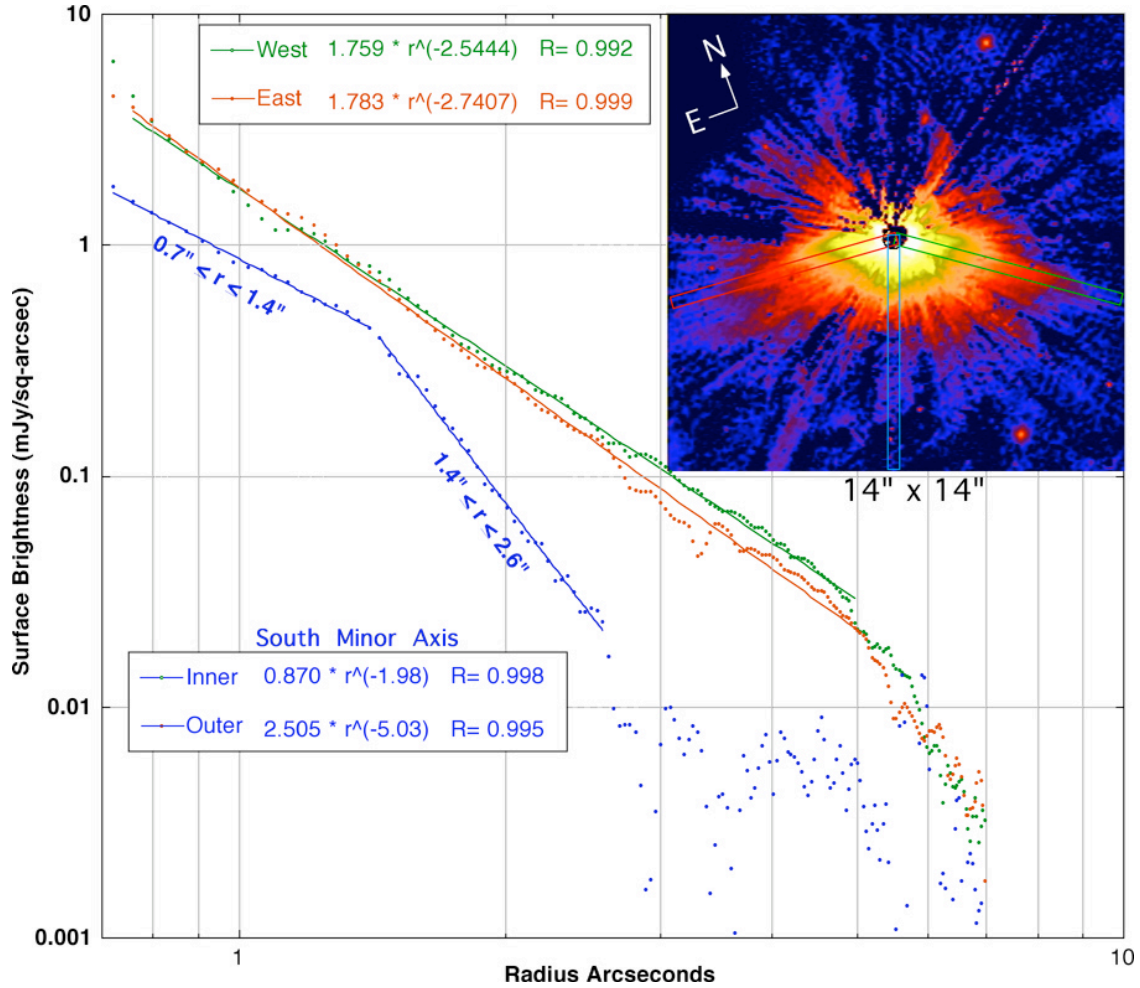 10
West 1.759 * r^(-2.5444) R= 0.992
East 1.783 * r^(-2.7407) R= 0.999
N
E
1
0.7" < r < 1.4"
0.1
14" x 14"
1.4" < r < 2.6"
Surface Brightness (mJy/sq-arcsec)
South Minor Axis
Inner 0.870 * r^(-1.98) R= 0.998
0.01
Outer 2.505 * r^(-5.03) R= 0.995
0.001
1
10
Radius Arcseconds